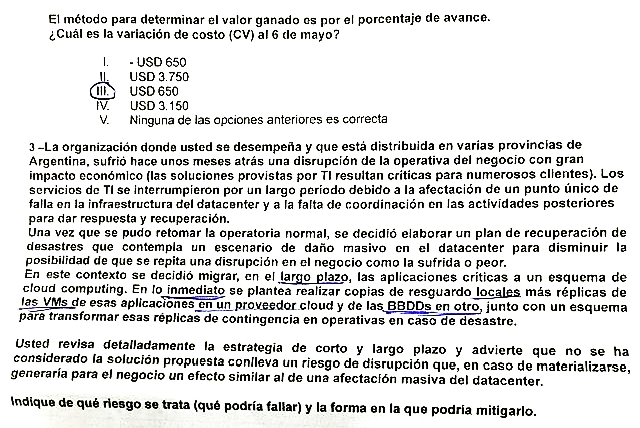 El método para determinar el valor ganado es por el porcentaje de avance.
¿Cuál es la variación de costo (CV) al 6 de mayo?
I. - USD 650
II. USD 3.750
III. USD 650
IV. USD 3.150
V. Ninguna de las opciones anteriores es correcta
3 –La organización donde usted se desempeña y que está distribuida en varias provincias de
Argentina, sufrió hace unos meses atrás una disrupción de la operativa del negocio con gran
impacto económico (las soluciones provistas por TI resultan críticas para numerosos clientes). Los
servicios de TI se interrumpieron por un largo período debido a la afectación de un punto único de
falla en la infraestructura del datacenter y a la falta de coordinación en las actividades posteriores
para dar respuesta y recuperación.
Una vez que se pudo retomar la operatoria normal, se decidió elaborar un plan de recuperación de
desastres que contempla un escenario de daño masivo en el datacenter para disminuir la
posibilidad de que se repita una disrupción en el negocio como la sufrida o peor.
En este contexto se decidió migrar, en el largo plazo, las aplicaciones críticas a un esquema de
cloud computing. En lo inmediato se plantea realizar copias de resguardo locales más réplicas de
las VMs de esas aplicaciones en un proveedor cloud y de las BBDDs en otro, junto con un esquema
para transformar esas réplicas de contingencia en operativas en caso de desastre.
Usted revisa detalladamente la estrategia de corto y largo plazo y advierte que no se ha
considerado la solución propuesta conlleva un riesgo de disrupción que, en caso de materializarse,
generaría para el negocio un efecto similar al de una afectación masiva del datacenter.
Indique de qué riesgo se trata (qué podría fallar) y la forma en la que podría mitigarlo.